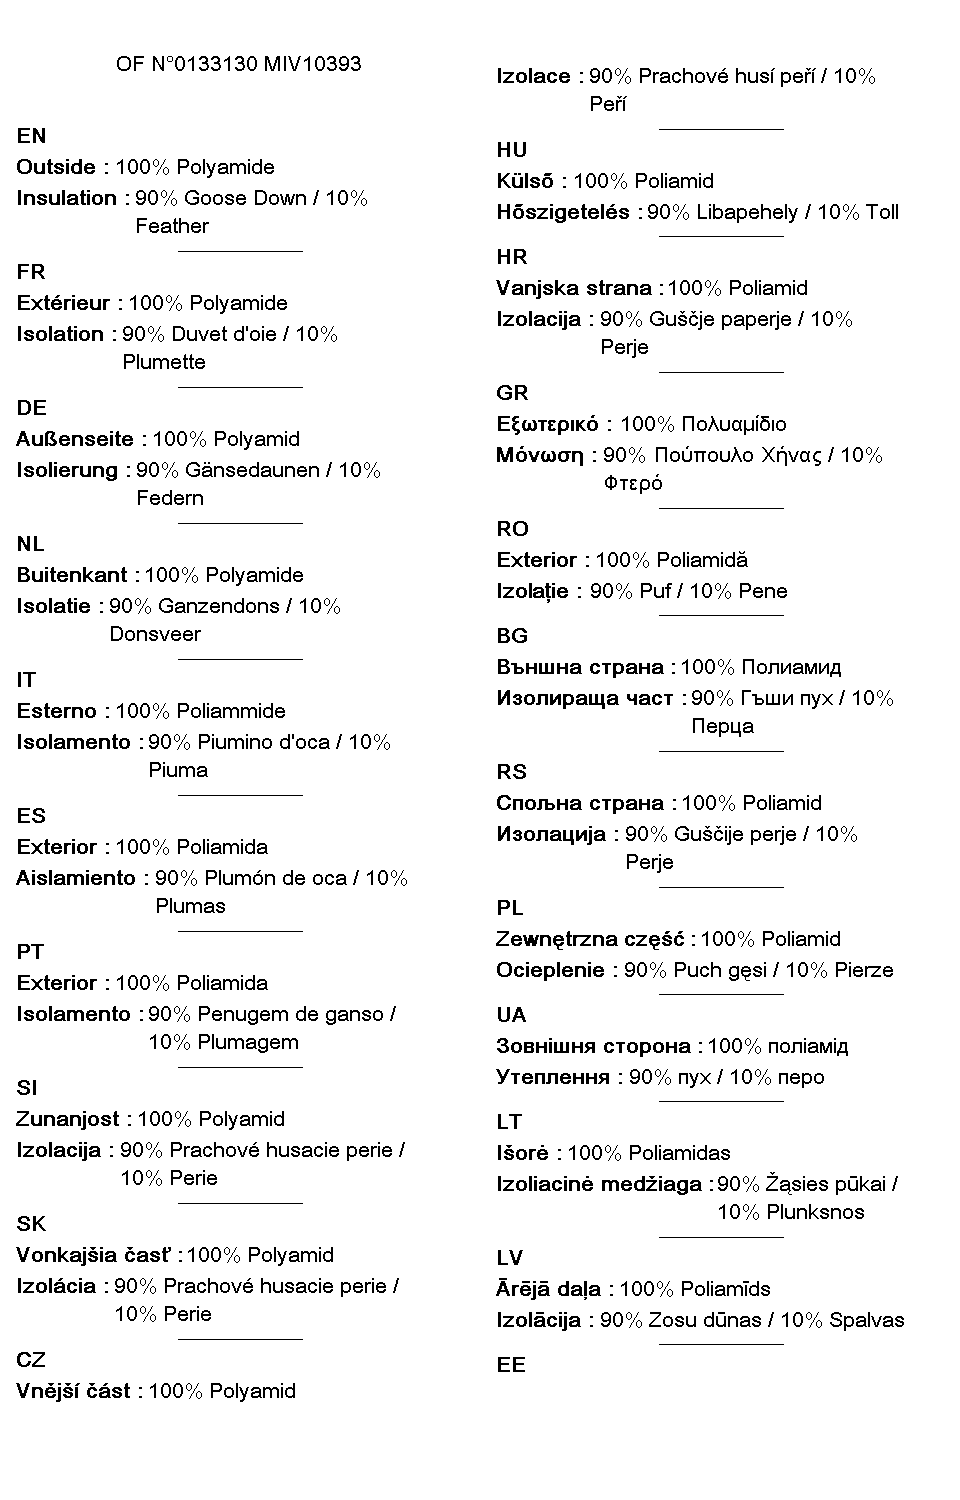 OF N°0133130 MIV10393
EN
Outside : 100% Polyamide
Insulation : 90% Goose Down / 10%
Feather
FR
Extérieur : 100% Polyamide
Isolation : 90% Duvet d'oie / 10%
Plumette
DE
Außenseite : 100% Polyamid
Isolierung : 90% Gänsedaunen / 10%
Federn
NL
Buitenkant : 100% Polyamide
Isolatie : 90% Ganzendons / 10%
Donsveer
IT
Esterno : 100% Poliammide
Isolamento : 90% Piumino d'oca / 10%
Piuma
ES
Exterior : 100% Poliamida
Aislamiento : 90% Plumón de oca / 10%
Plumas
PT
Exterior : 100% Poliamida
Isolamento : 90% Penugem de ganso /
10% Plumagem
SI
Zunanjost : 100% Polyamid
Izolacija : 90% Prachové husacie perie /
10% Perie
SK
Vonkajšia časť : 100% Polyamid
Izolácia : 90% Prachové husacie perie /
10% Perie
CZ
Vnější část : 100% Polyamid
Izolace : 90% Prachové husí peří / 10%
Peří
HU
Külsõ : 100% Poliamid
Hõszigetelés : 90% Libapehely / 10% Toll
HR
Vanjska strana : 100% Poliamid
Izolacija : 90% Guščje paperje / 10%
Perje
GR
Εξωτερικό : 100% Πολυαμίδιο
Μόνωση : 90% Πούπουλο Χήνας / 10%
Φτερό
RO
Exterior : 100% Poliamidă
Izolație : 90% Puf / 10% Pene
BG
Външна страна : 100% Полиамид
Изолираща част : 90% Гъши пух / 10%
Перца
RS
Спољна страна : 100% Poliamid
Изолација : 90% Guščije perje / 10%
Perje
PL
Zewnętrzna część : 100% Poliamid
Ocieplenie : 90% Puch gęsi / 10% Pierze
UA
Зовнішня сторона : 100% поліамід
Утеплення : 90% пух / 10% перо
LT
Išorė : 100% Poliamidas
Izoliacinė medžiaga : 90% Žąsies pūkai /
10% Plunksnos
LV
Ārējā daļa : 100% Poliamīds
Izolācija : 90% Zosu dūnas / 10% Spalvas
EE